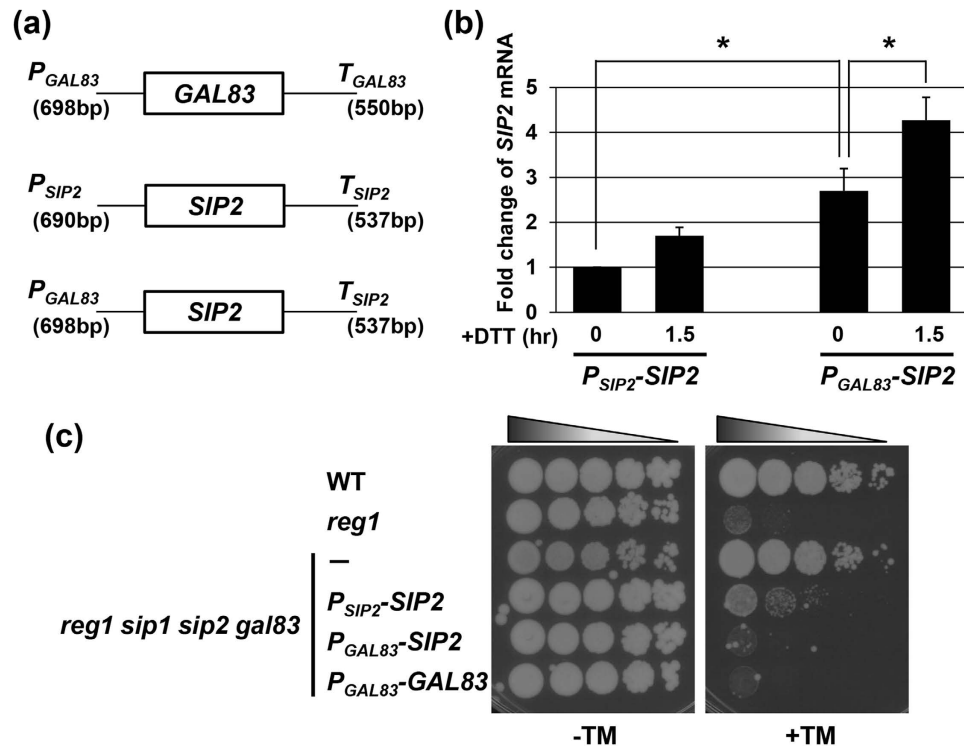 (a)
P_GAL83 GAL83 T_GAL83
(698bp) (550bp)
P_SIP2 SIP2 T_SIP2
(690bp) (537bp)
P_GAL83 SIP2 T_SIP2
(698bp) (537bp)
(b)
* *
Fold change of SIP2 mRNA
5
4
3
2
1
0
+DTT (hr) 0 1.5 0 1.5
P_SIP2-SIP2 P_GAL83-SIP2
(c)
WT
reg1
–
P_SIP2-SIP2
reg1 sip1 sip2 gal83
P_GAL83-SIP2
P_GAL83-GAL83
-TM +TM